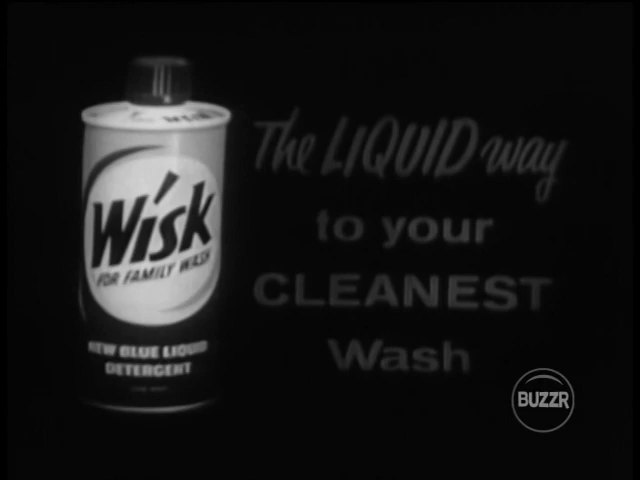 Wisk
FOR FAMILY WASH
NEW BLUE LIQUID
DETERGENT
The LIQUID way
to your
CLEANEST
Wash
BUZZR